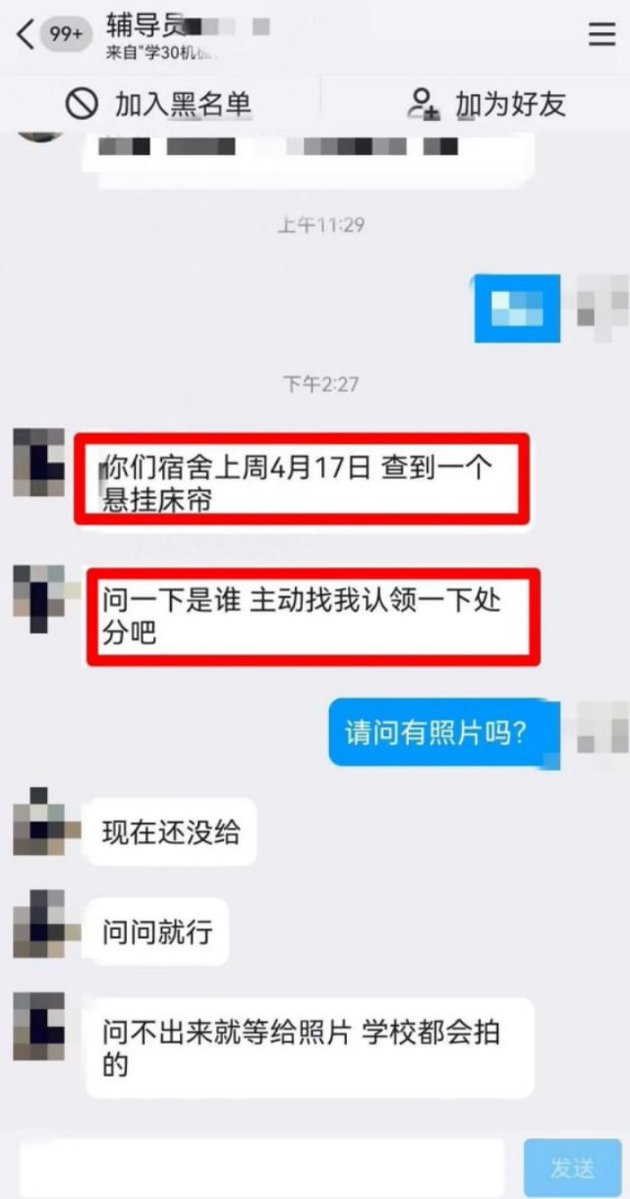 99+
辅导员
来自"学30机械
加入黑名单
加为好友
上午11:29
下午2:27
你们宿舍上周4月17日 查到一个
悬挂床帘
问一下是谁 主动找我认领一下处
分吧
请问有照片吗?
现在还没给
问问就行
问不出来就等给照片 学校都会拍
的
发送